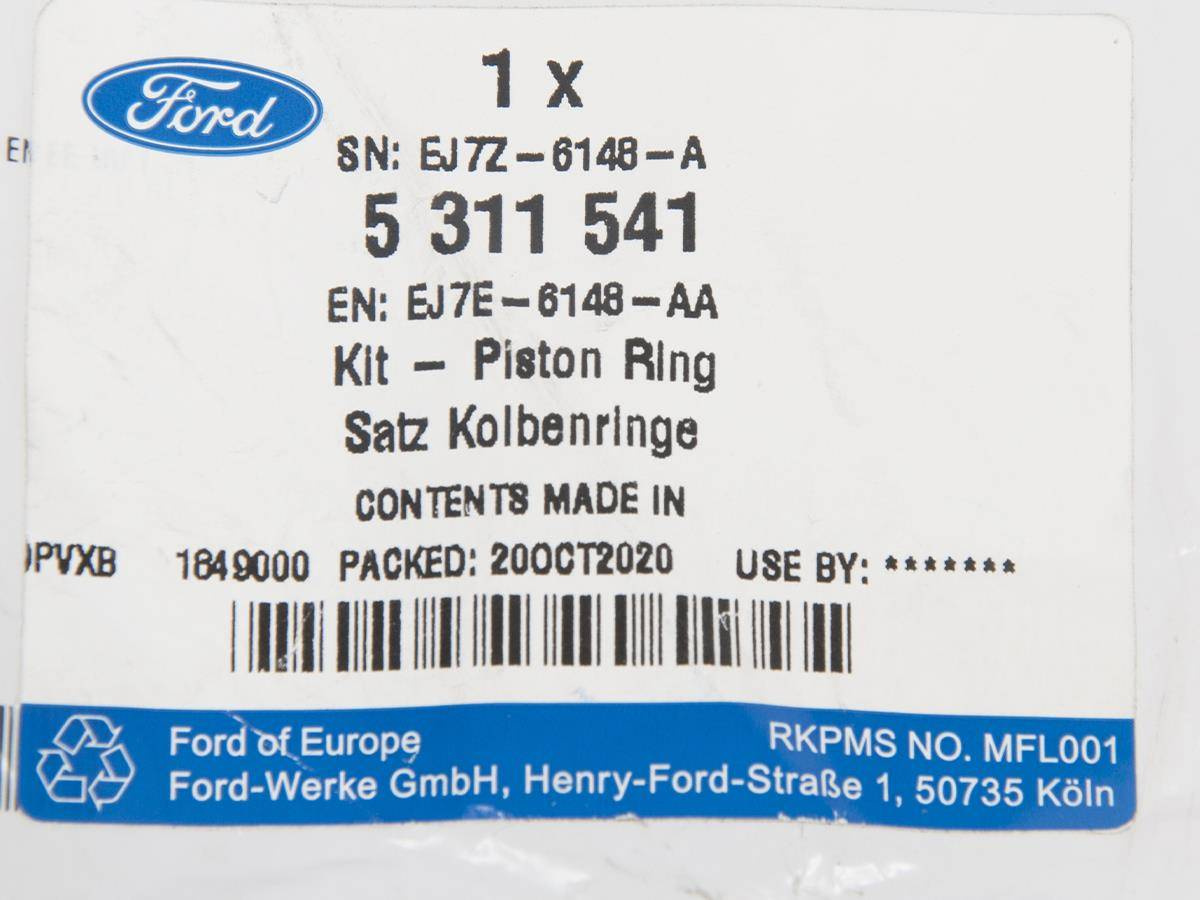 Ford
1 x
SN: EJ7Z-6148-A
5 311 541
EN: EJ7E-6148-AA
Kit - Piston Ring
Satz Kolbenringe
CONTENTS MADE IN
PVXB 1649000 PACKED: 20OCT2020 USE BY: *******
Ford of Europe
RKPMS NO. MFL001
Ford-Werke GmbH, Henry-Ford-Straße 1, 50735 Köln